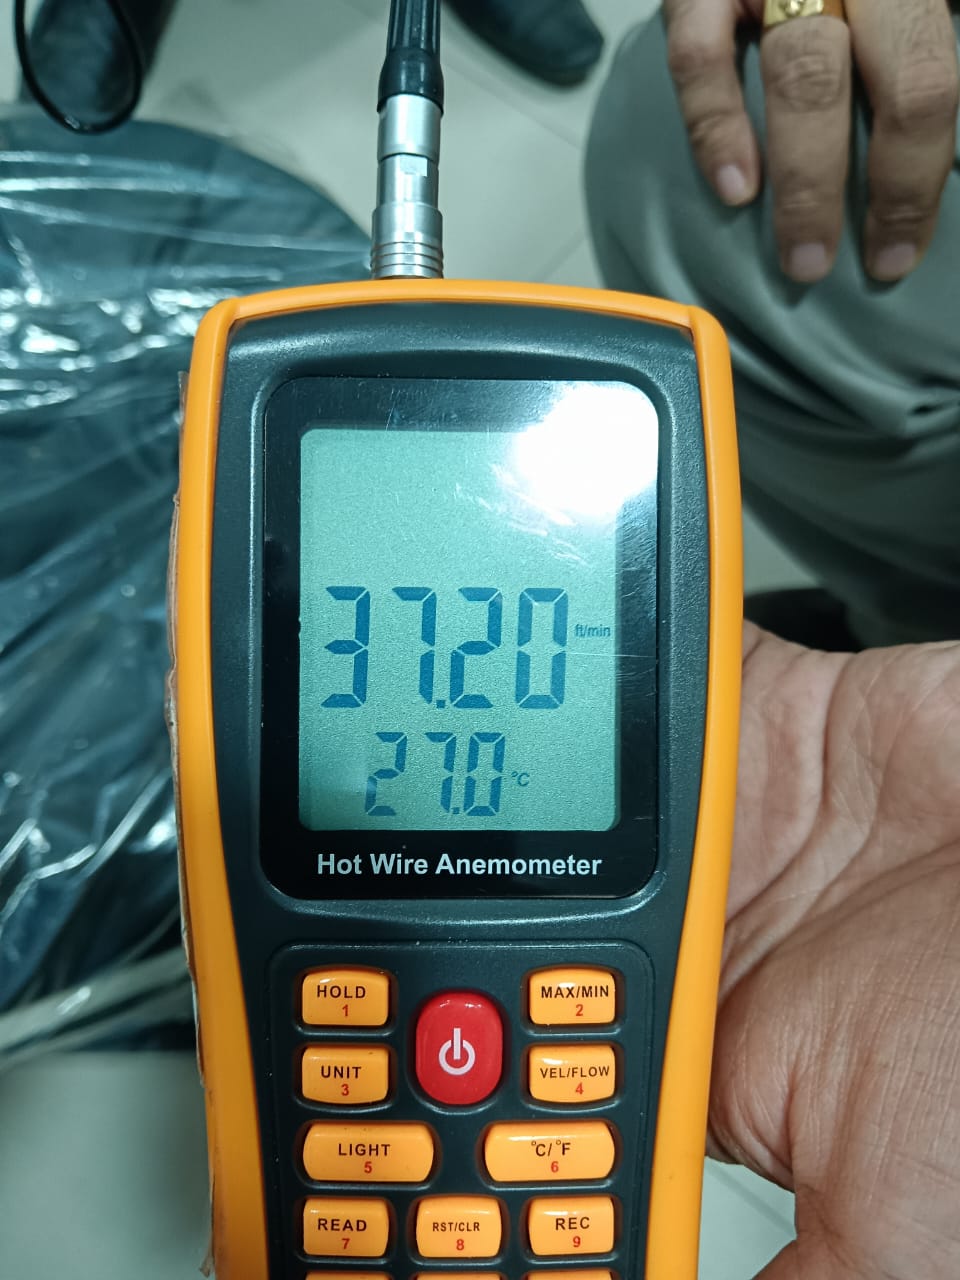 37.20 ft/min
27.0 °C
Hot Wire Anemometer
HOLD
1
MAX/MIN
2
UNIT
3
VEL/FLOW
4
LIGHT
5
°C/°F
6
READ
7
RST/CLR
8
REC
9